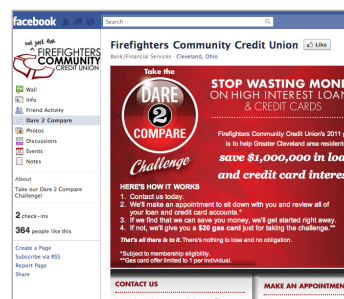 facebook
Search
not just for
FIREFIGHTERS
COMMUNITY
CREDIT UNION
Firefighters Community Credit Union Like
Bank/Financial Services · Cleveland, Ohio
Wall
Info
Friend Activity
Dare 2 Compare
Photos
Discussions
Events
Notes
About
Take our Dare 2 Compare
Challenge!
2 check-ins
364 people like this
Create a Page
Subscribe via RSS
Report Page
Share
Take the
DARE
2
COMPARE
Challenge
STOP WASTING MON
ON HIGH INTEREST LOAN
& CREDIT CARDS
Firefighters Community Credit Union's 2011
is to help Greater Cleveland area residents
save $1,000,000 in loa
and credit card interes
HERE'S HOW IT WORKS
1. Contact us today.
2. We'll make an appointment to sit down with you and review all of
your loan and credit card accounts.*
3. If we find that we can save you money, we'll get started right away.
4. If not, we'll give you a $20 gas card just for taking the challenge.**
That's all there is to it. There's nothing to lose and no obligation.
*Subject to membership eligibility.
**Gas card offer limited to 1 per individual.
CONTACT US
MAKE AN APPOINTMEN